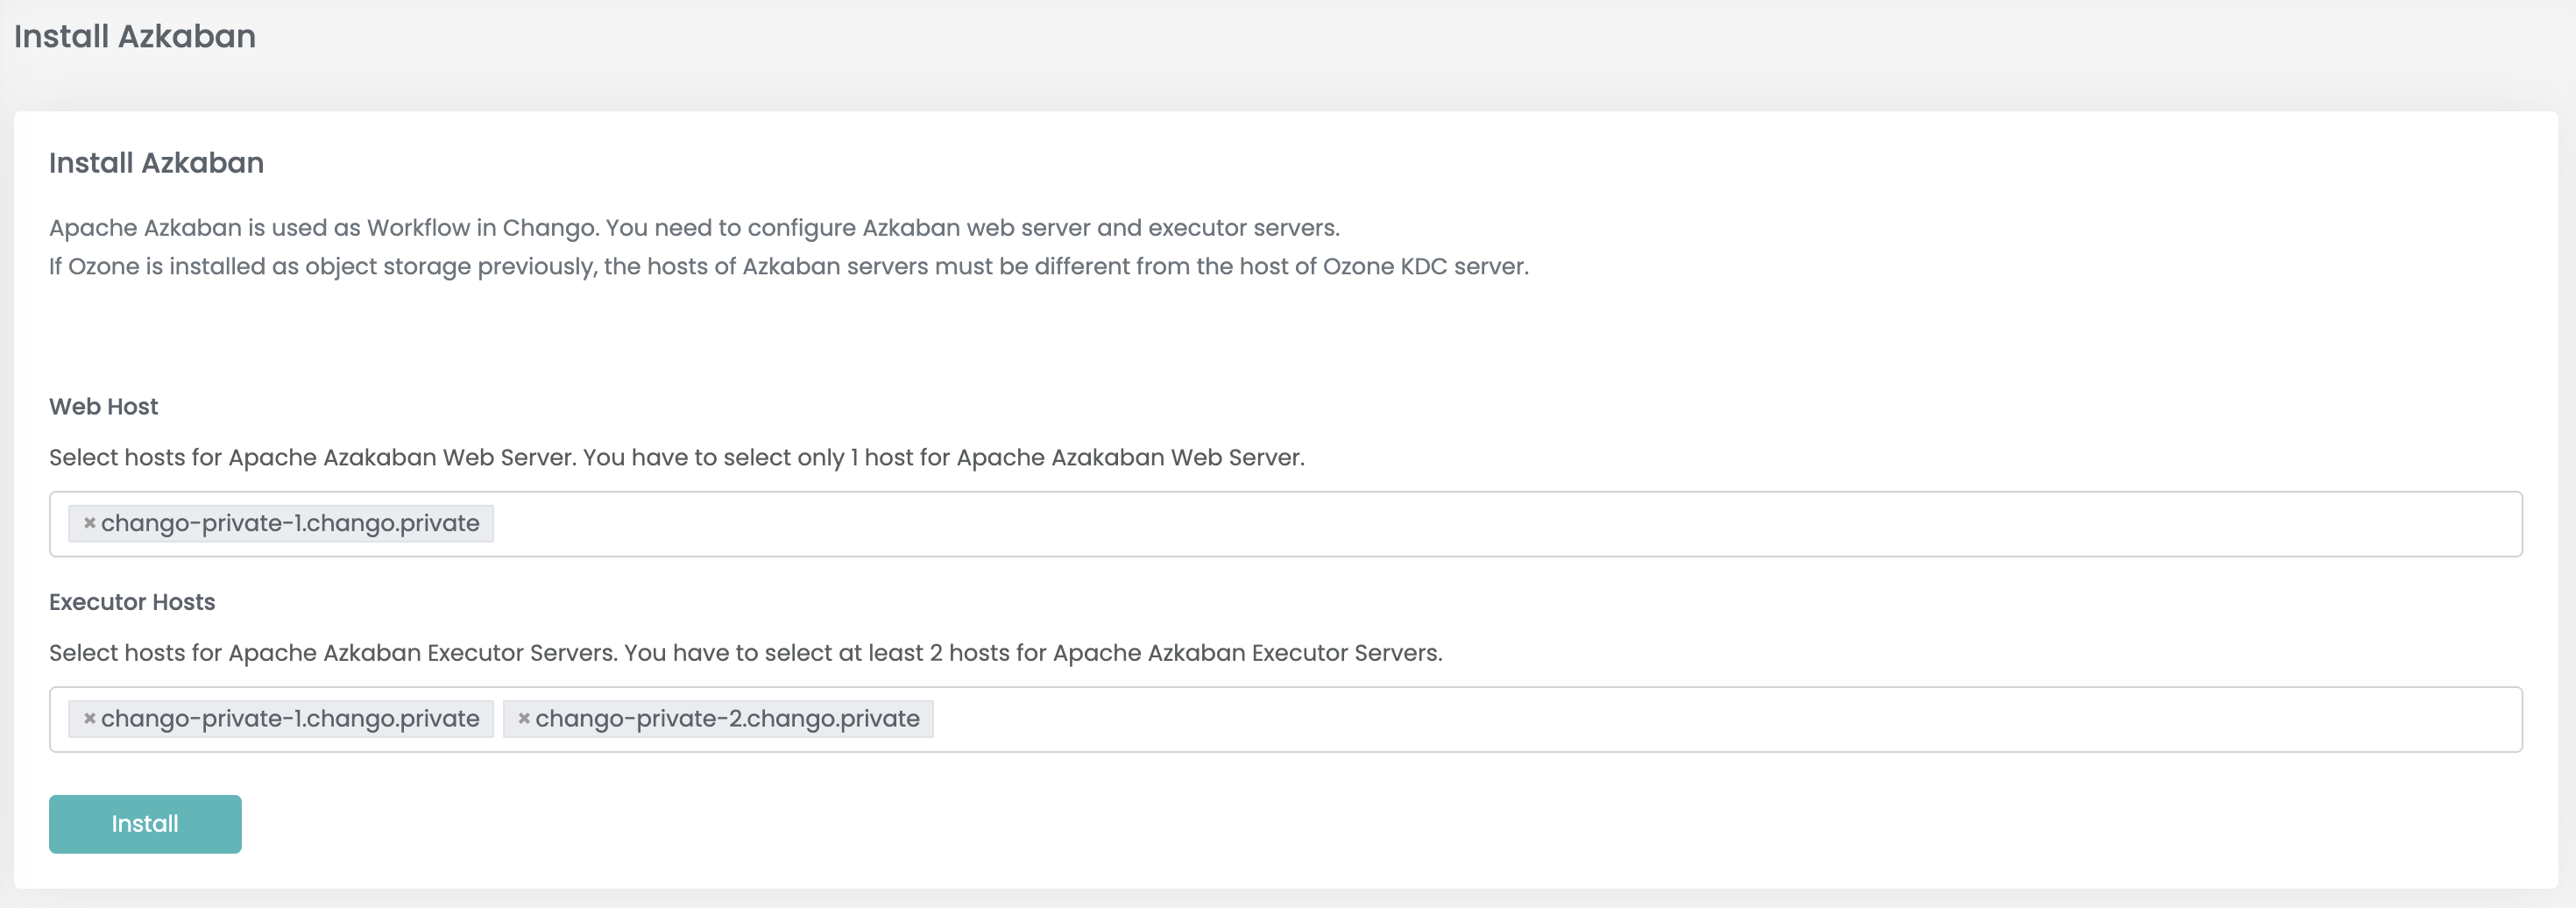 Install Azkaban
Install Azkaban
Apache Azkaban is used as Workflow in Chango. You need to configure Azkaban web server and executor servers.
If Ozone is installed as object storage previously, the hosts of Azkaban servers must be different from the host of Ozone KDC server.
Web Host
Select hosts for Apache Azakaban Web Server. You have to select only 1 host for Apache Azakaban Web Server.
×chango-private-1.chango.private
Executor Hosts
Select hosts for Apache Azkaban Executor Servers. You have to select at least 2 hosts for Apache Azkaban Executor Servers.
×chango-private-1.chango.private ×chango-private-2.chango.private
Install